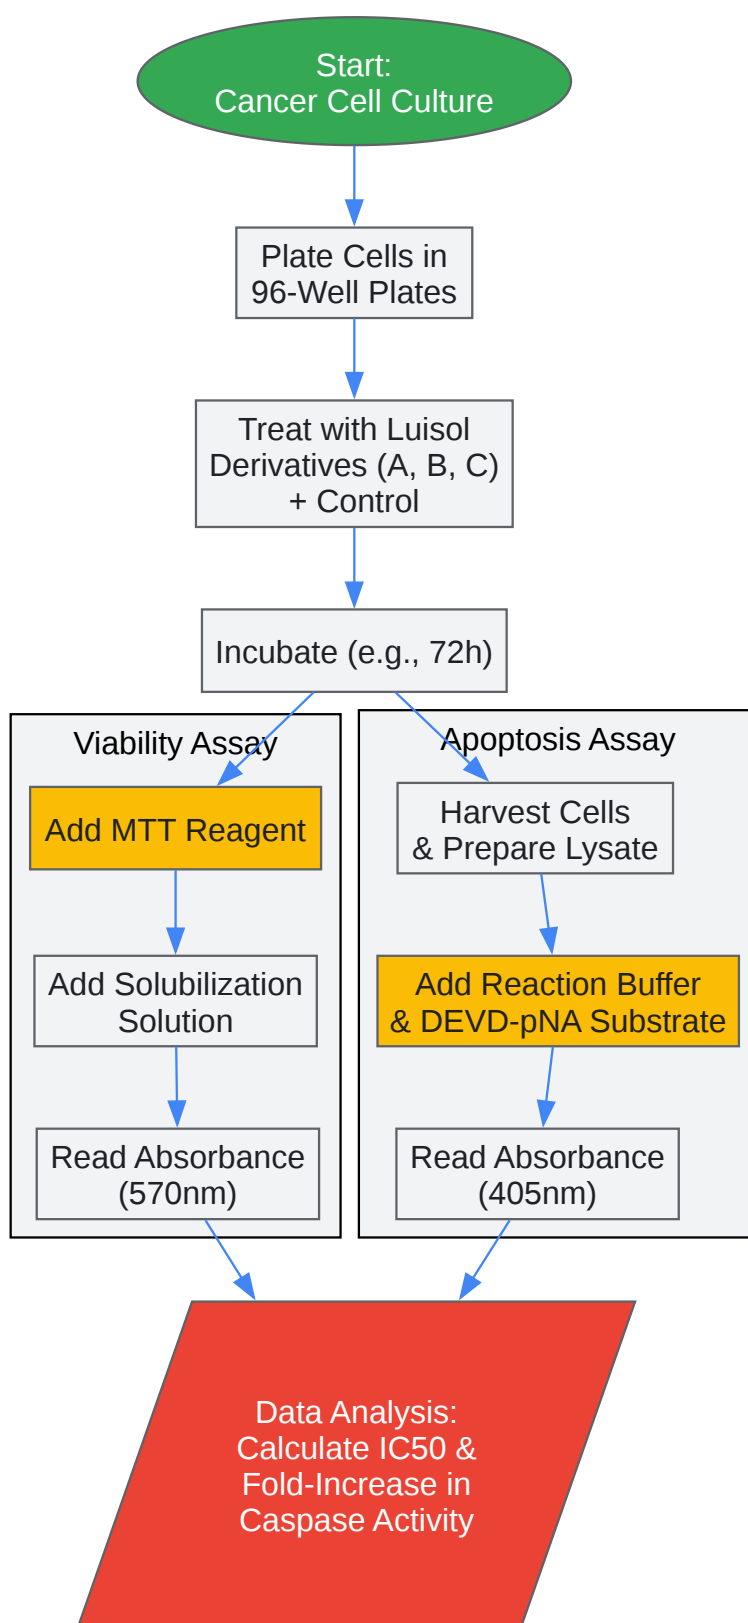 Start:
Cancer Cell Culture
Plate Cells in
96-Well Plates
Treat with Luisol
Derivatives (A, B, C)
+ Control
Incubate (e.g., 72h)
Viability Assay
Add MTT Reagent
Add Solubilization
Solution
Read Absorbance
(570nm)
Apoptosis Assay
Harvest Cells
& Prepare Lysate
Add Reaction Buffer
& DEVD-pNA Substrate
Read Absorbance
(405nm)
Data Analysis:
Calculate IC50 &
Fold-Increase in
Caspase Activity